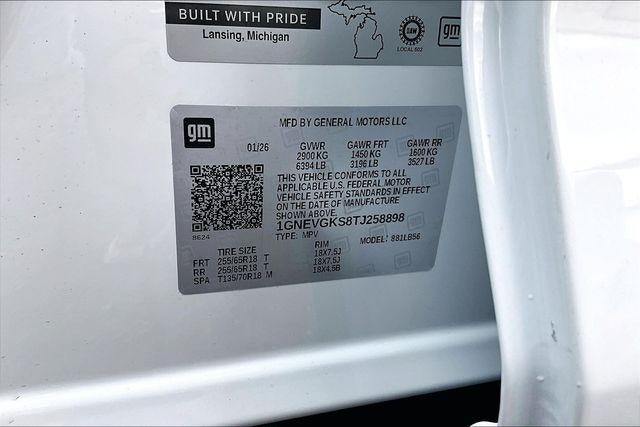 BUILT WITH PRIDE
Lansing, Michigan
UAW
LOCAL 602
gm
gm
MFD BY GENERAL MOTORS LLC
01/26 GVWR GAWR FRT GAWR RR
2900 KG 1450 KG 1600 KG
6394 LB 3196 LB 3527 LB
THIS VEHICLE CONFORMS TO ALL
APPLICABLE U.S. FEDERAL MOTOR
VEHICLE SAFETY STANDARDS IN EFFECT
ON THE DATE OF MANUFACTURE
SHOWN ABOVE.
1GNEVGKS8TJ258898
8624 TYPE: MPV MODEL: 881LB56
TIRE SIZE RIM
FRT 255/65R18 T 18X7.5J
RR 255/65R18 T 18X7.5J
SPA T135/70R18 M 18X4.5B